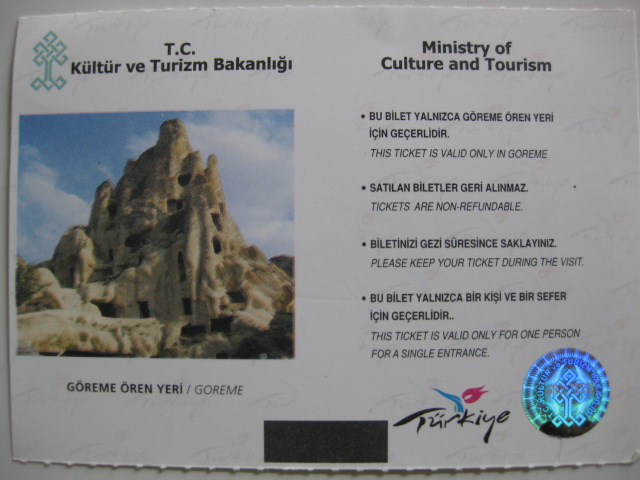 T.C.
Kültür ve Turizm Bakanlığı
GÖREME ÖREN YERİ / GOREME
Ministry of
Culture and Tourism
• BU BİLET YALNIZCA GÖREME ÖREN YERİ
İÇİN GEÇERLİDİR.
THIS TICKET IS VALID ONLY IN GOREME
• SATILAN BİLETLER GERİ ALINMAZ.
TICKETS ARE NON-REFUNDABLE.
• BİLETİNİZİ GEZİ SÜRESİNCE SAKLAYINIZ.
PLEASE KEEP YOUR TICKET DURING THE VISIT.
• BU BİLET YALNIZCA BİR KİŞİ VE BİR SEFER
İÇİN GEÇERLİDİR..
THIS TICKET IS VALID ONLY FOR ONE PERSON
FOR A SINGLE ENTRANCE.
Türkiye